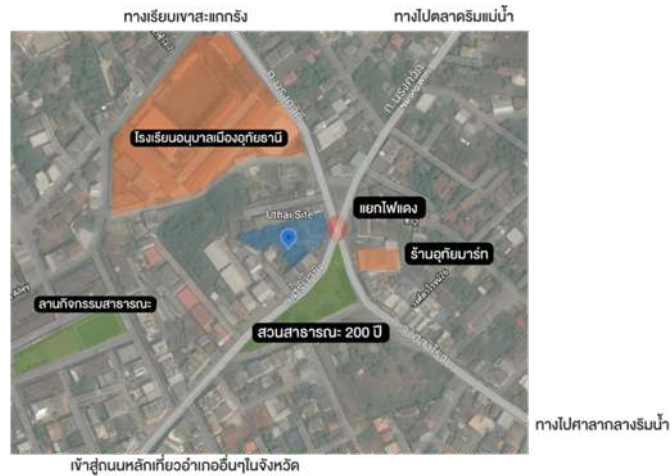 ทางเรียบเขาสะแกกรัง
ทางไปตลาดริมแม่น้ำ
โรงเรียนอนุบาลเมืองอุทัยธานี
Uthai Site
แยกไฟแดง
ร้านอุทัยมาร์ท
ลานกิจกรรมสาธารณะ
สวนสาธารณะ 200 ปี
ทางไปศาลากลางริมน้ำ
เข้าสู่ถนนหลักเที่ยวอำเภออื่นๆในจังหวัด